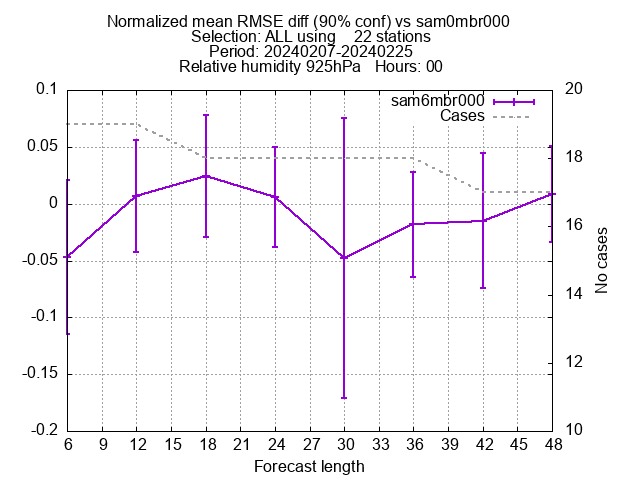 Normalized mean RMSE diff (90% conf) vs sam0mbr000
Selection: ALL using    22 stations
Period: 20240207-20240225
Relative humidity 925hPa   Hours: 00
sam6mbr000
Cases
0.1
0.05
0
-0.05
-0.1
-0.15
-0.2
20
18
16
14
12
10
No cases
6 9 12 15 18 21 24 27 30 33 36 39 42 45 48
Forecast length